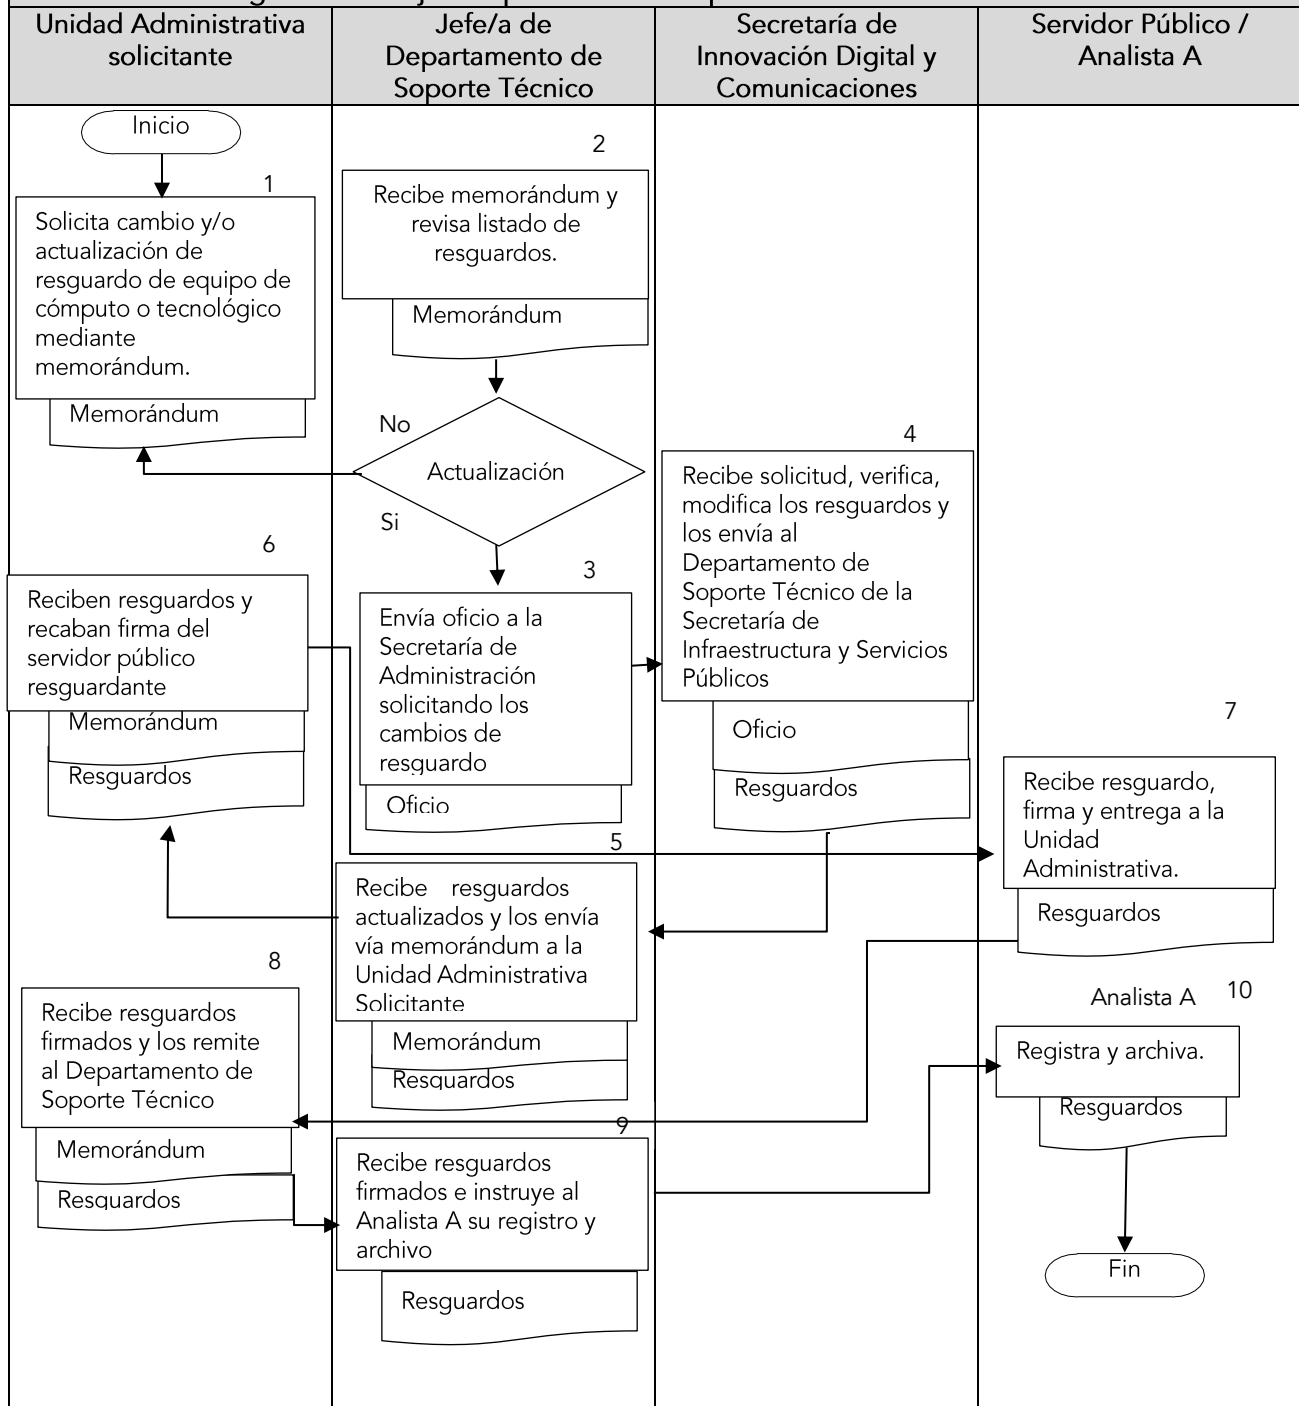 Unidad Administrativa
solicitante
Jefe/a de
Departamento de
Soporte Técnico
Secretaría de
Innovación Digital y
Comunicaciones
Servidor Público /
Analista A
Inicio
1
Solicita cambio y/o
actualización de
resguardo de equipo de
cómputo o tecnológico
mediante
memorándum.
Memorándum
2
Recibe memorándum y
revisa listado de
resguardos.
Memorándum
No
Actualización
Si
3
Envía oficio a la
Secretaría de
Administración
solicitando los
cambios de
resguardo
Oficio
4
Recibe solicitud, verifica,
modifica los resguardos y
los envía al
Departamento de
Soporte Técnico de la
Secretaría de
Infraestructura y Servicios
Públicos
Oficio
Resguardos
5
Recibe resguardos
actualizados y los envía
vía memorándum a la
Unidad Administrativa
Solicitante
Memorándum
Resguardos
6
Reciben resguardos y
recaban firma del
servidor público
resguardante
Memorándum
Resguardos
7
Recibe resguardo,
firma y entrega a la
Unidad
Administrativa.
Resguardos
8
Recibe resguardos
firmados y los remite
al Departamento de
Soporte Técnico
Memorándum
Resguardos
9
Recibe resguardos
firmados e instruye al
Analista A su registro y
archivo
Resguardos
Analista A
10
Registra y archiva.
Resguardos
Fin